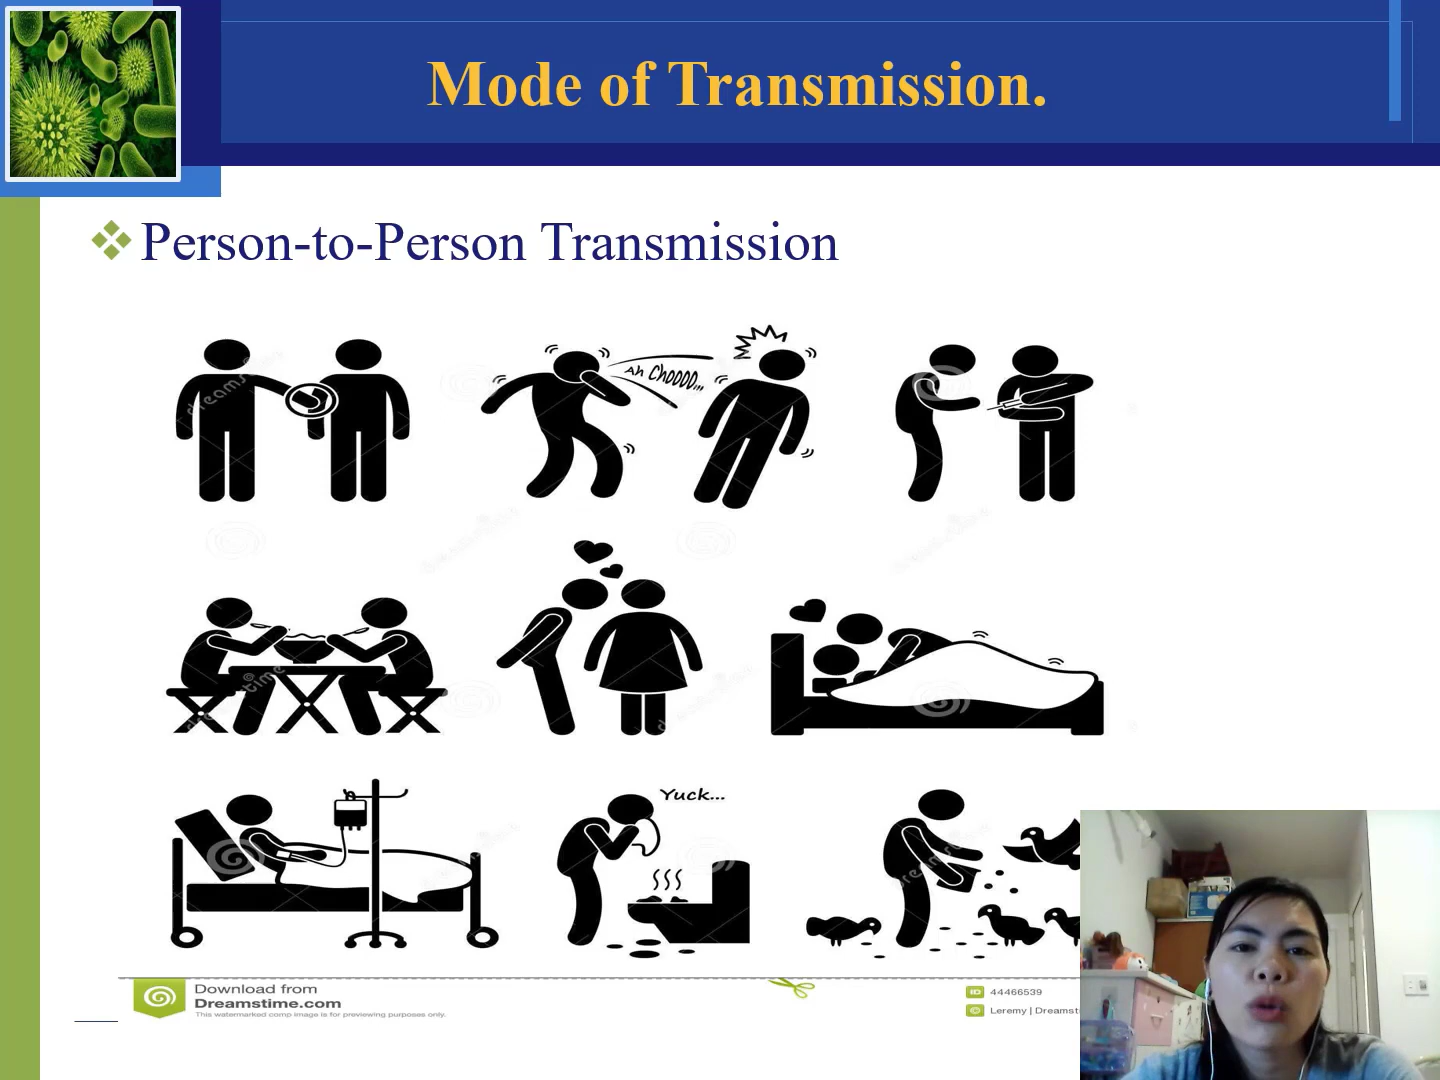 Mode of Transmission.
Person-to-Person Transmission
Ah Choooo...
Yuck...
Download from
Dreamstime.com
This watermarked comp image is for previewing purposes only.
ID 44466539
Leremy | Dreamst